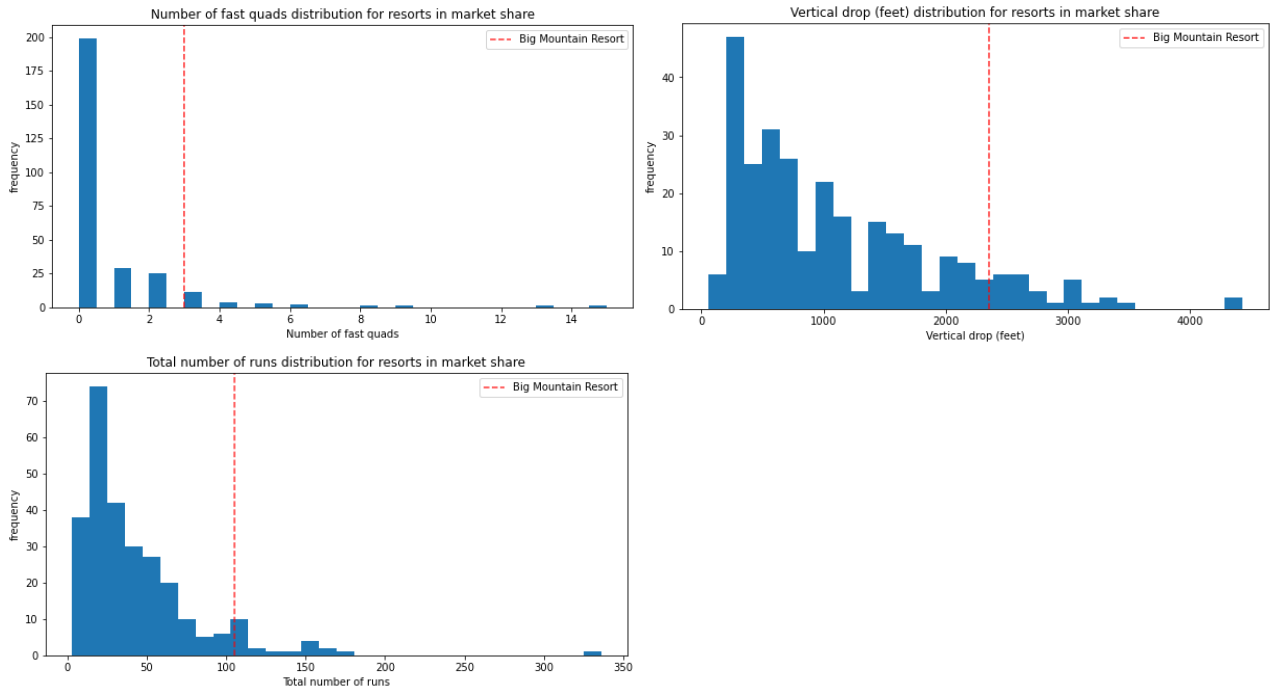 Number of fast quads distribution for resorts in market share
Big Mountain Resort
200
175
150
125
100
75
50
25
0
frequency
0 2 4 6 8 10 12 14
Number of fast quads
Vertical drop (feet) distribution for resorts in market share
Big Mountain Resort
40
30
20
10
0
frequency
0 1000 2000 3000 4000
Vertical drop (feet)
Total number of runs distribution for resorts in market share
Big Mountain Resort
70
60
50
40
30
20
10
0
frequency
0 50 100 150 200 250 300 350
Total number of runs